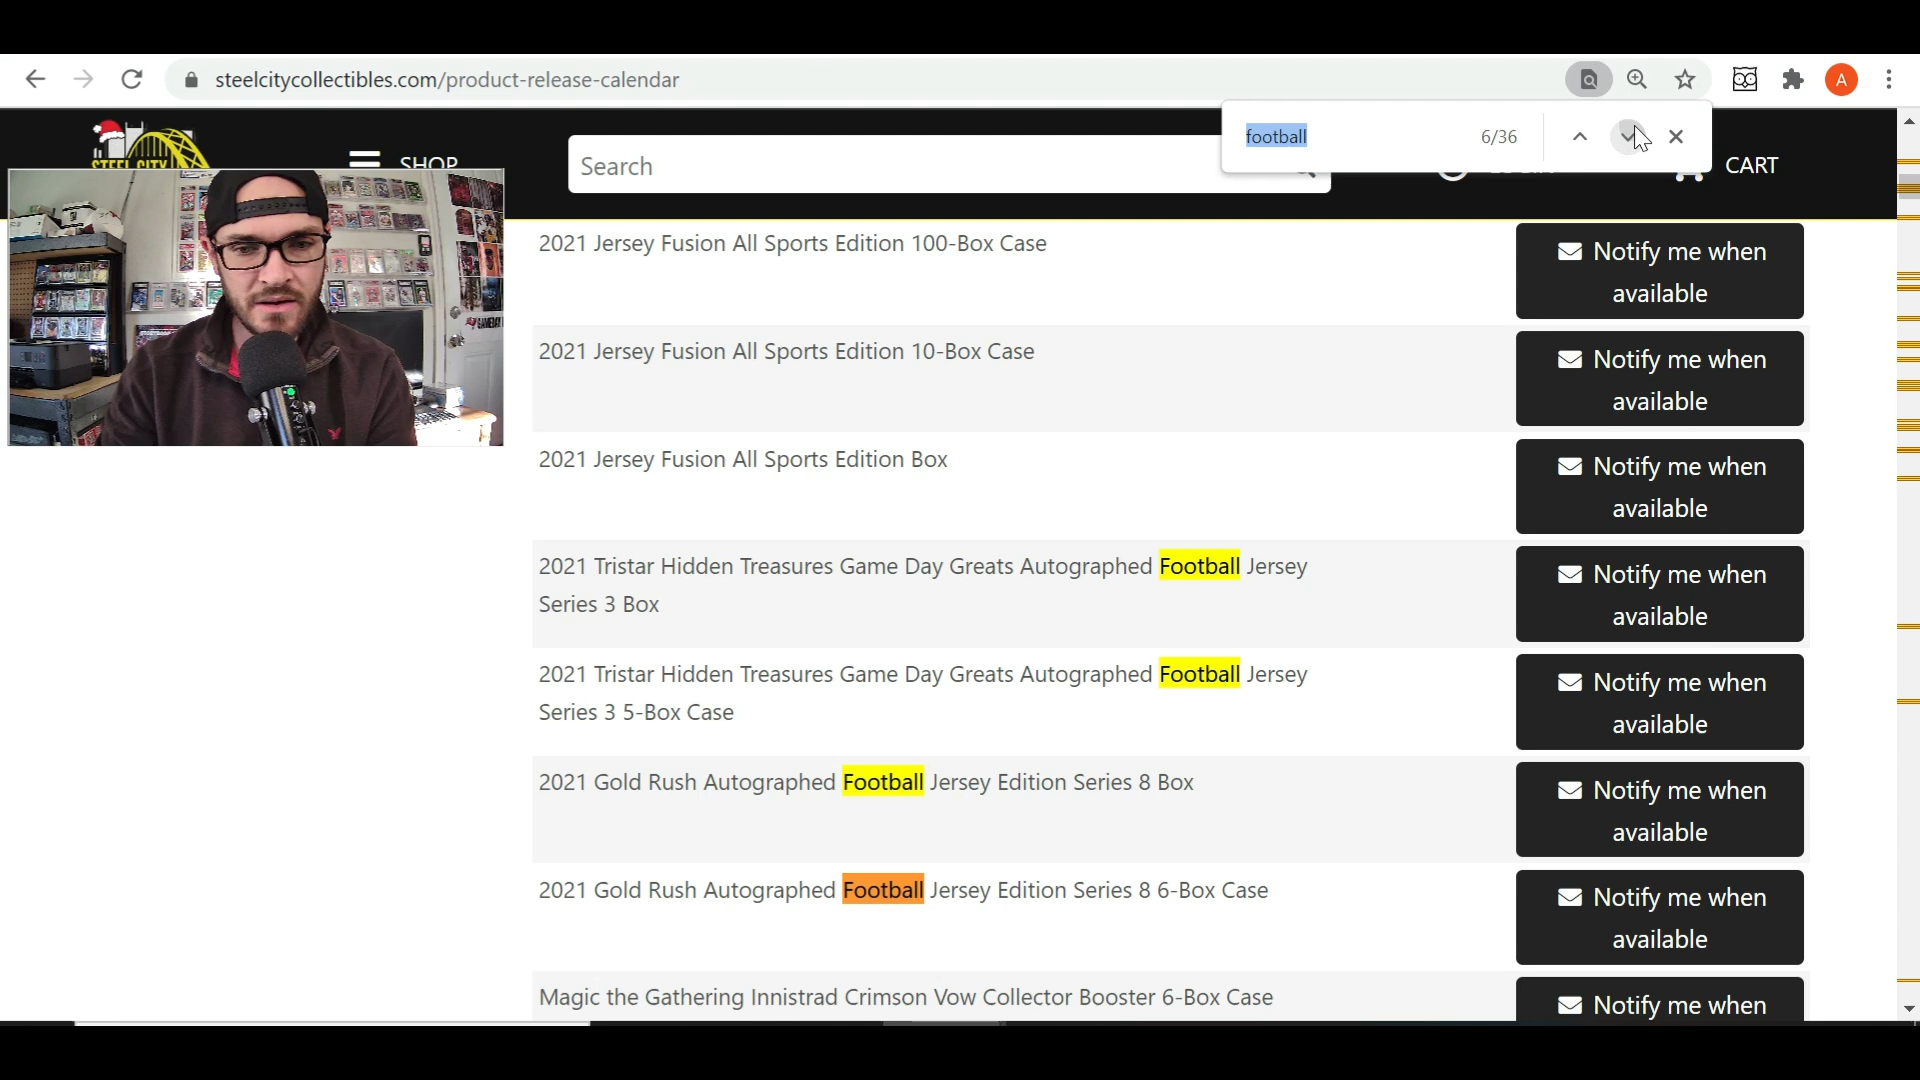 steelcitycollectibles.com/product-release-calendar
A
football
6/36
STEEL CITY
SHOP
Search
CART
2021 Jersey Fusion All Sports Edition 100-Box Case
Notify me when
available
2021 Jersey Fusion All Sports Edition 10-Box Case
Notify me when
available
2021 Jersey Fusion All Sports Edition Box
Notify me when
available
2021 Tristar Hidden Treasures Game Day Greats Autographed Football Jersey
Series 3 Box
Notify me when
available
2021 Tristar Hidden Treasures Game Day Greats Autographed Football Jersey
Series 3 5-Box Case
Notify me when
available
2021 Gold Rush Autographed Football Jersey Edition Series 8 Box
Notify me when
available
2021 Gold Rush Autographed Football Jersey Edition Series 8 6-Box Case
Notify me when
available
Magic the Gathering Innistrad Crimson Vow Collector Booster 6-Box Case
Notify me when